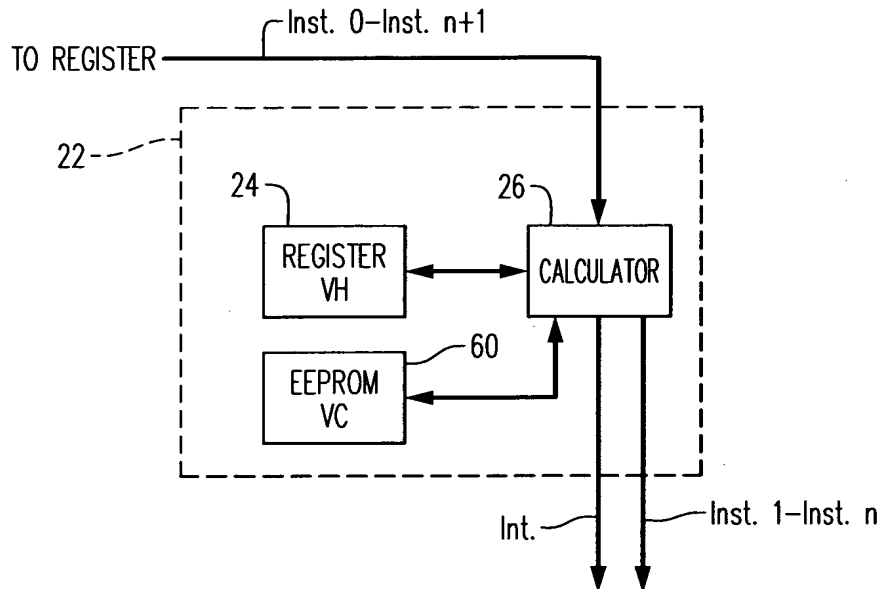 Inst. 0-Inst. n+1
TO REGISTER
22
24
26
REGISTER
VH
CALCULATOR
60
EEPROM
VC
Int.
Inst. 1-Inst. n